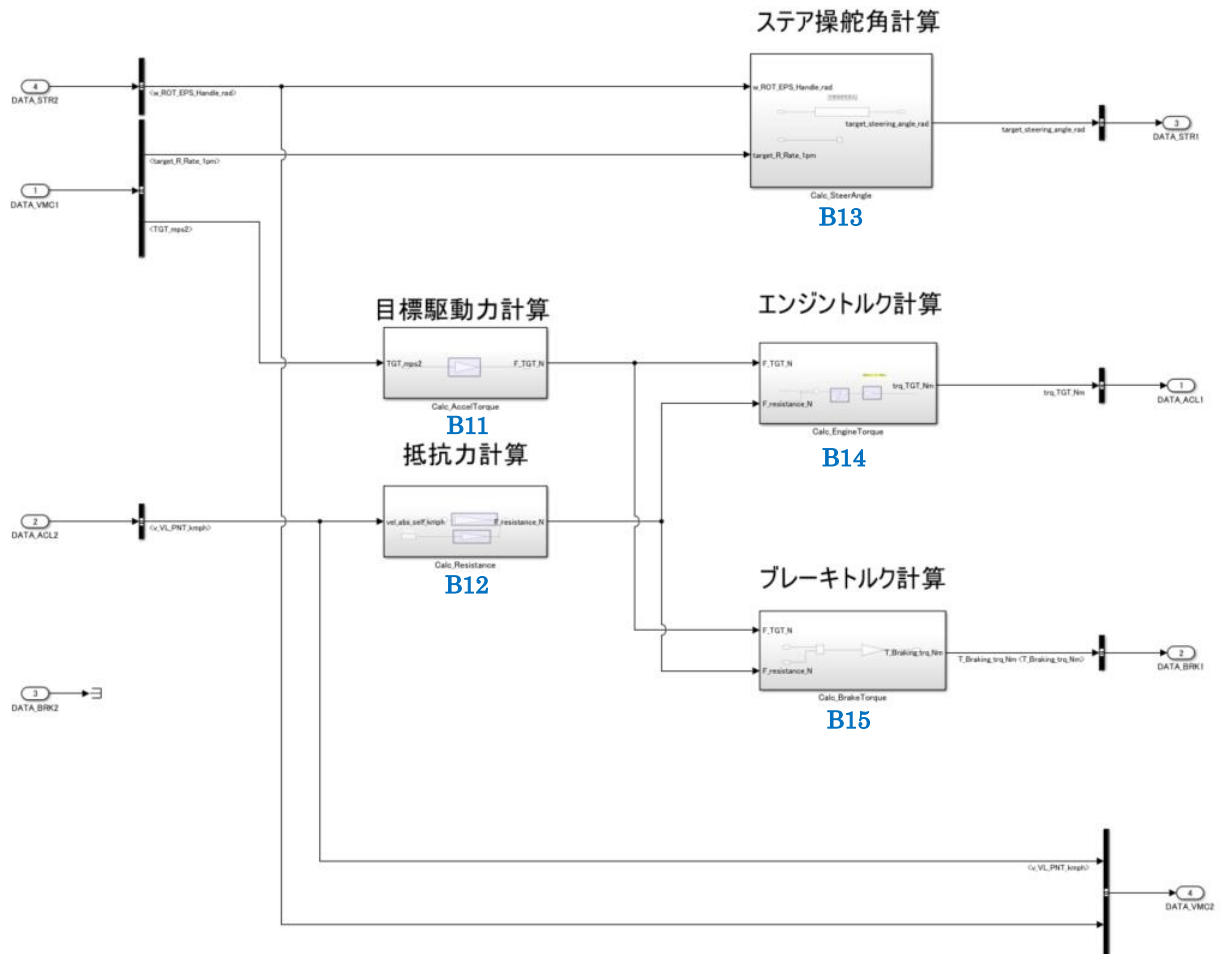 ステア操舵角計算
4
DATA_STR2
<w_ROT_EPS_Handle_rad>
w_ROT_EPS_Handle_rad
target_steering_angle_rad
target_steering_angle_rad
3
DATA_STR1
<target_R_Rate_1pm>
target_R_Rate_1pm
Calc_SteerAngle
B13
1
DATA_VMC1
<TGT_mps2>
目標駆動力計算
TGT_mps2
F_TGT_N
Calc_AccelTorque
B11
エンジントルク計算
F_TGT_N
trq_TGT_Nm
F_resistance_N
Calc_EngineTorque
B14
trq_TGT_Nm
1
DATA_ACL1
抵抗力計算
2
DATA_ACL2
<v_VL_PNT_kmph>
vel_abs_self_kmph
F_resistance_N
Calc_Resistance
B12
ブレーキトルク計算
F_TGT_N
T_Braking_trq_Nm
F_resistance_N
Calc_BrakeTorque
B15
T_Braking_trq_Nm <T_Braking_trq_Nm>
2
DATA_BRK1
3
DATA_BRK2
<v_VL_PNT_kmph>
4
DATA_VMC2